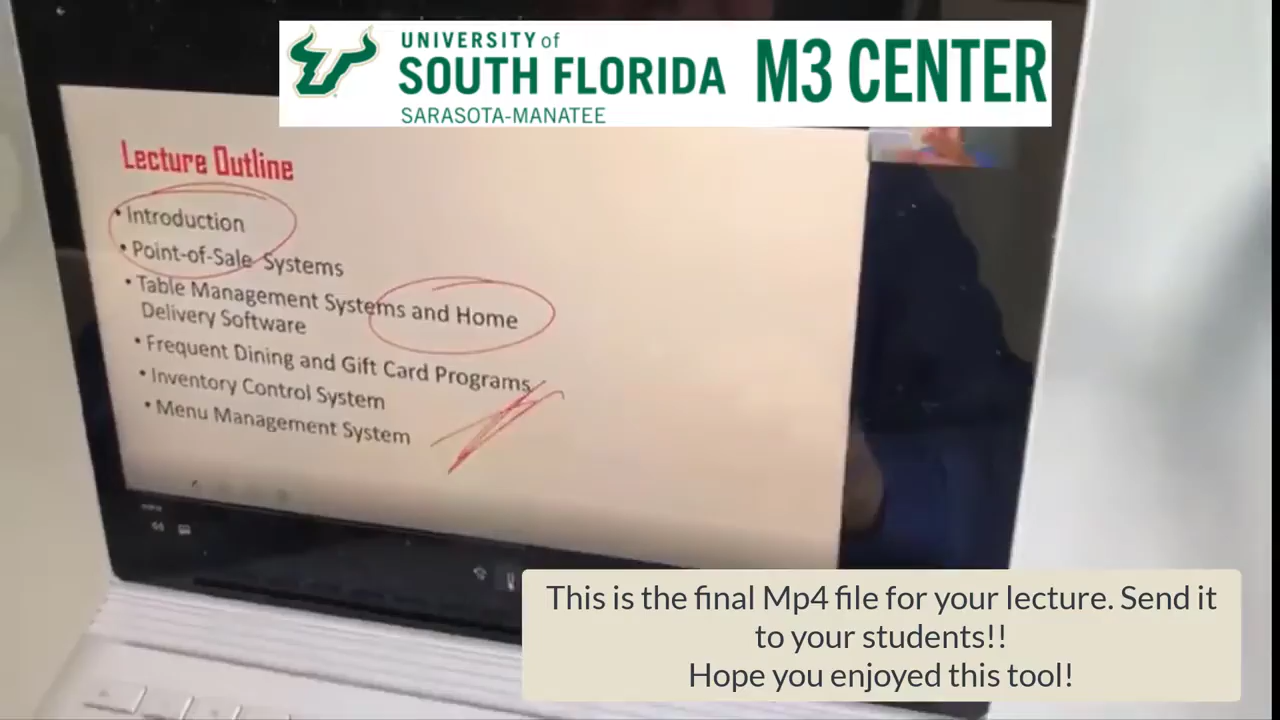 UNIVERSITY of
SOUTH FLORIDA
SARASOTA-MANATEE
M3 CENTER
Lecture Outline
• Introduction
• Point-of-Sale Systems
• Table Management Systems and Home
Delivery Software
• Frequent Dining and Gift Card Programs
• Inventory Control System
• Menu Management System
This is the final Mp4 file for your lecture. Send it
to your students!!
Hope you enjoyed this tool!